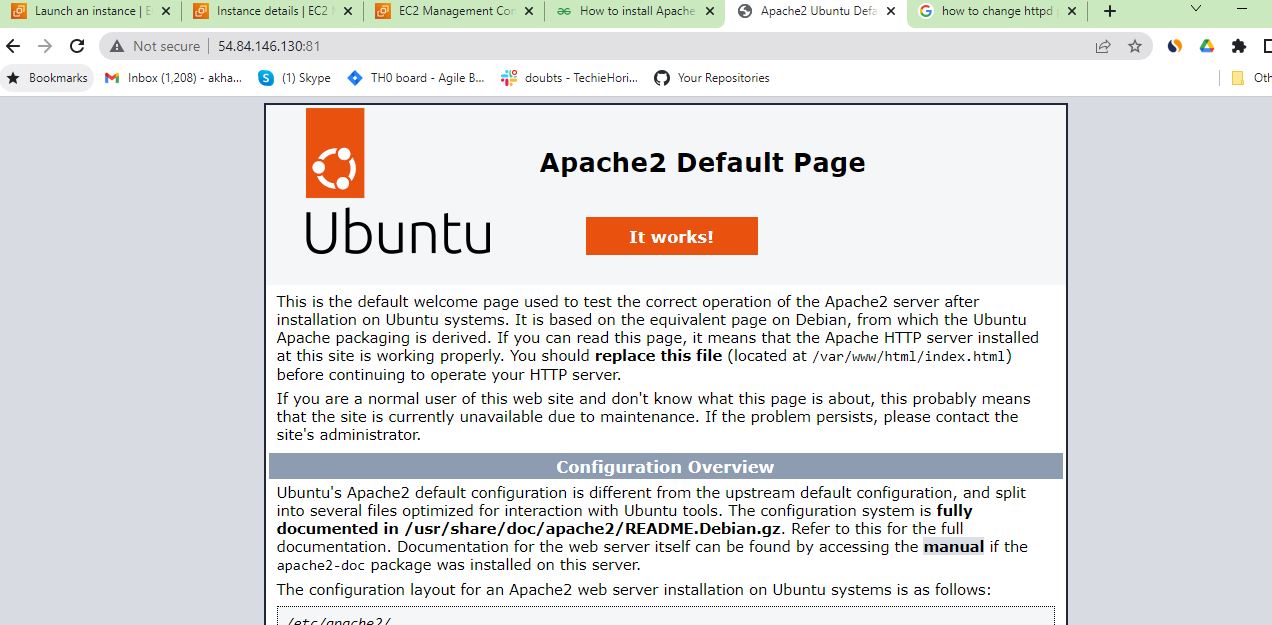 Launch an instance | E
Instance details | EC2
EC2 Management Con
How to install Apache
Apache2 Ubuntu Defa
how to change httpd
Not secure
54.84.146.130:81
Bookmarks
Inbox (1,208) - akha...
(1) Skype
TH0 board - Agile B...
doubts - TechieHori...
Your Repositories
Oth
Apache2 Default Page
Ubuntu
It works!
This is the default welcome page used to test the correct operation of the Apache2 server after
installation on Ubuntu systems. It is based on the equivalent page on Debian, from which the Ubuntu
Apache packaging is derived. If you can read this page, it means that the Apache HTTP server installed
at this site is working properly. You should replace this file (located at /var/www/html/index.html)
before continuing to operate your HTTP server.
If you are a normal user of this web site and don't know what this page is about, this probably means
that the site is currently unavailable due to maintenance. If the problem persists, please contact the
site's administrator.
Configuration Overview
Ubuntu's Apache2 default configuration is different from the upstream default configuration, and split
into several files optimized for interaction with Ubuntu tools. The configuration system is fully
documented in /usr/share/doc/apache2/README.Debian.gz. Refer to this for the full
documentation. Documentation for the web server itself can be found by accessing the manual if the
apache2-doc package was installed on this server.
The configuration layout for an Apache2 web server installation on Ubuntu systems is as follows:
/etc/apache2/